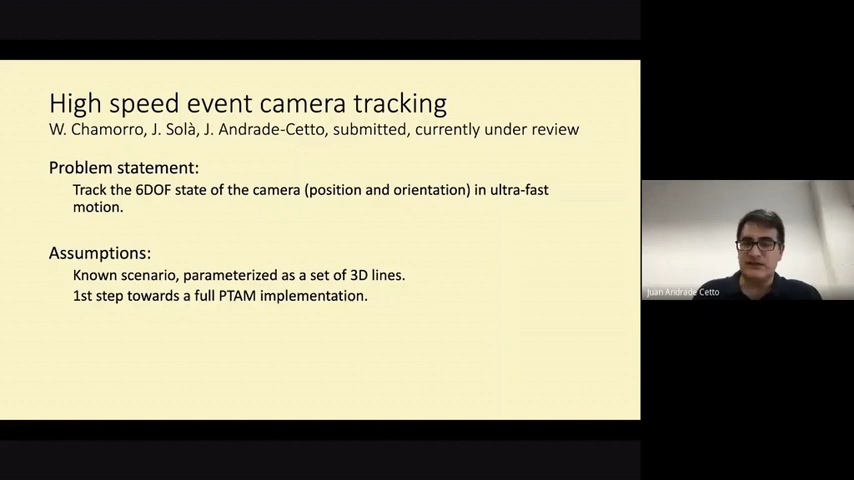 High speed event camera tracking
W. Chamorro, J. Solà, J. Andrade-Cetto, submitted, currently under review
Problem statement:
Track the 6DOF state of the camera (position and orientation) in ultra-fast
motion.
Assumptions:
Known scenario, parameterized as a set of 3D lines.
1st step towards a full PTAM implementation.
Juan Andrade Cetto